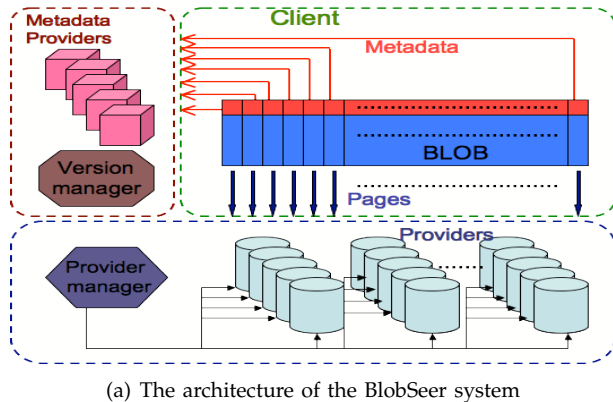 Metadata
Providers
Client
Metadata
BLOB
Version
manager
Pages
Providers
Provider
manager
(a) The architecture of the BlobSeer system